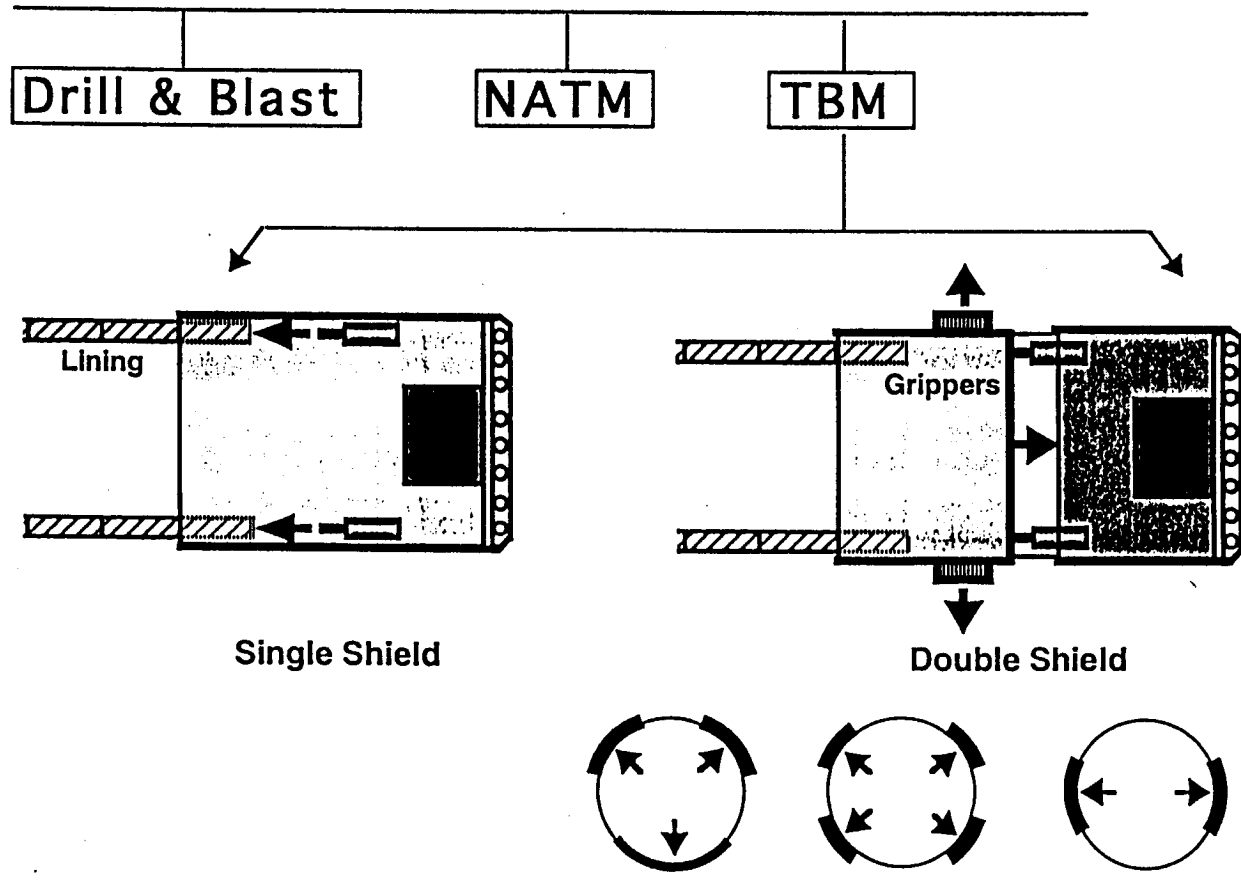 Drill & Blast
NATM
TBM
Lining
Grippers
Single Shield
Double Shield